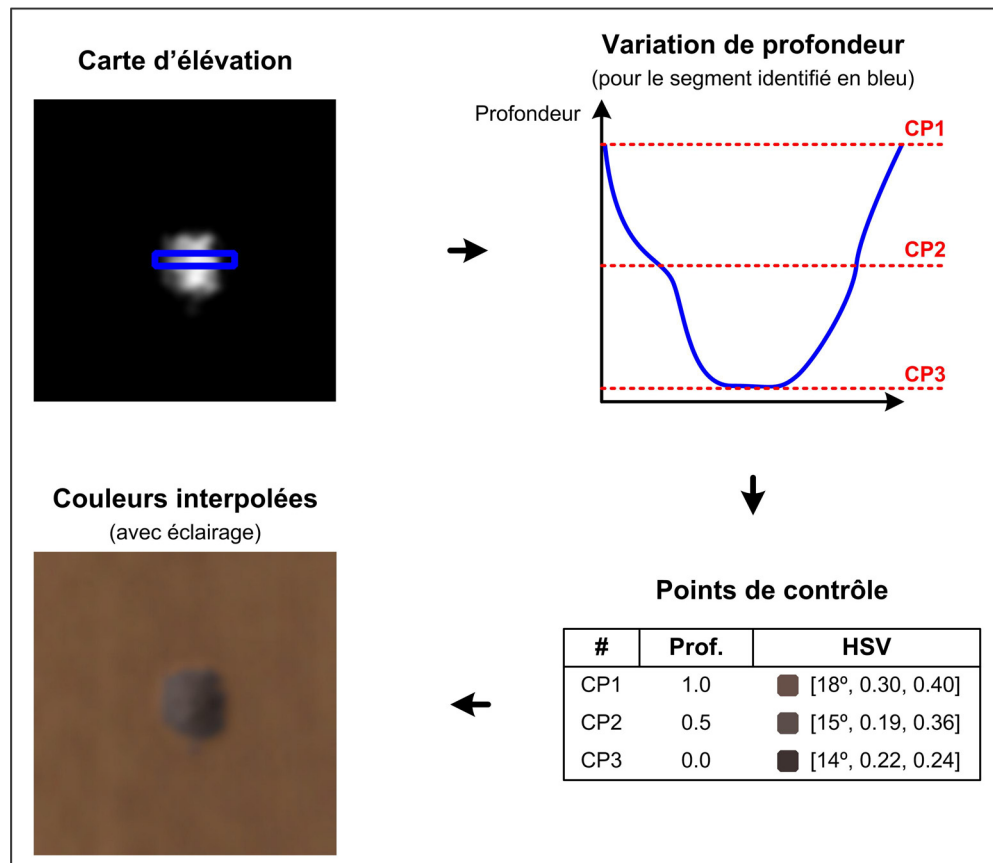 Carte d'élévation
Variation de profondeur
(pour le segment identifié en bleu)
Profondeur
CP1
CP2
CP3
Couleurs interpolées
(avec éclairage)
Points de contrôle
# Prof. HSV
CP1 1.0 [18º, 0.30, 0.40]
CP2 0.5 [15º, 0.19, 0.36]
CP3 0.0 [14º, 0.22, 0.24]